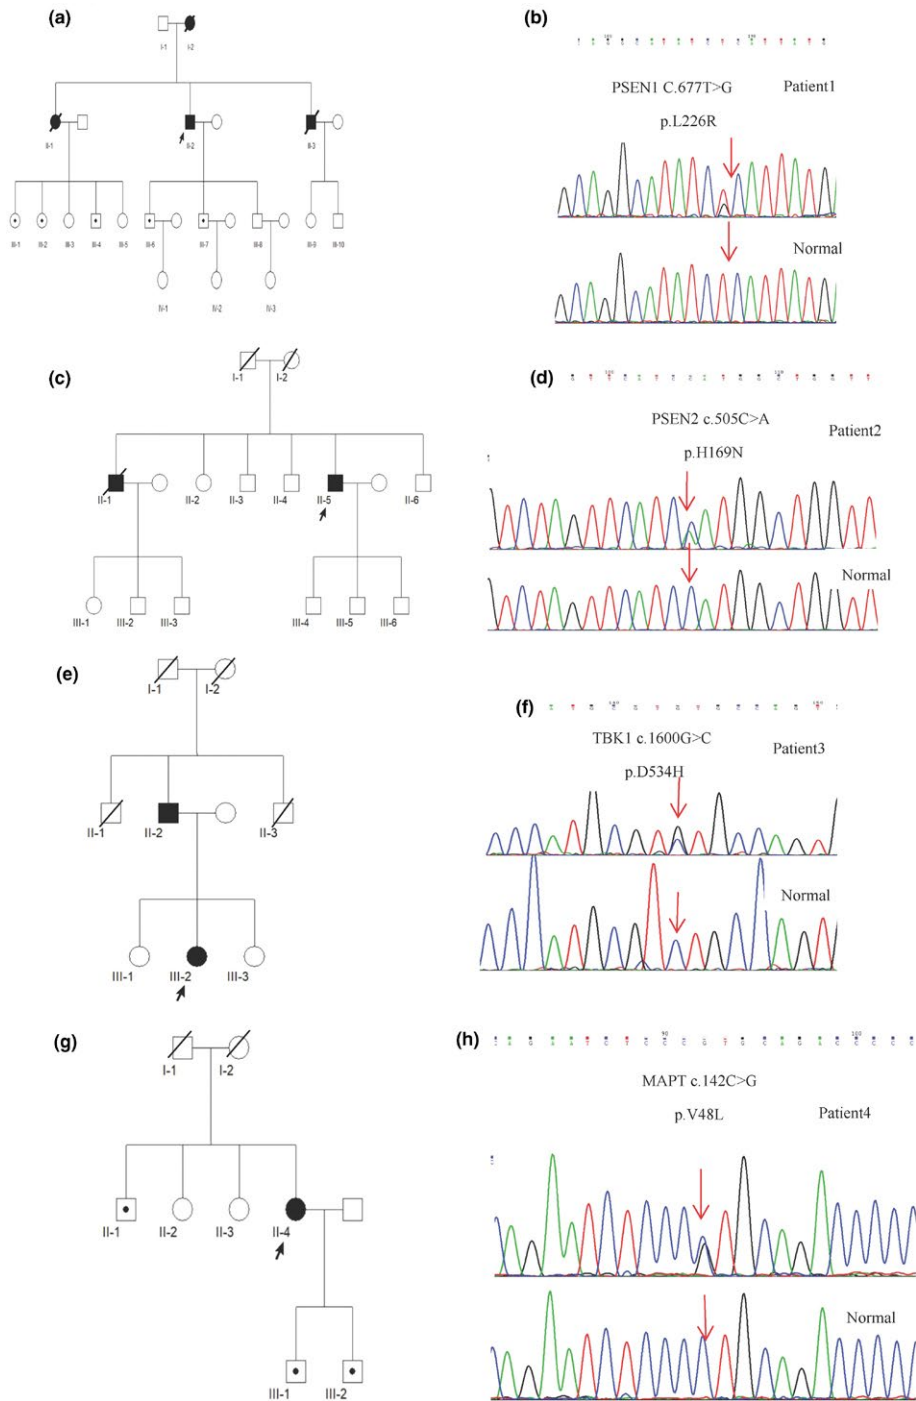 (a)
I-1 I-2
II-1 II-2 II-3
III-1 III-2 III-3 III-4 III-5 III-6 III-7 III-8 III-9 III-10
IV-1 IV-2 IV-3
(b)
PSEN1 C.677T>G Patient1
p.L226R
Normal
(c)
I-1 I-2
II-1 II-2 II-3 II-4 II-5 II-6
III-1 III-2 III-3 III-4 III-5 III-6
(d)
PSEN2 c.505C>A
Patient2
p.H169N
Normal
(e)
I-1 I-2
II-1 II-2 II-3
III-1 III-2 III-3
(f)
TBK1 c.1600G>C
Patient3
p.D534H
Normal
(g)
I-1 I-2
II-1 II-2 II-3 II-4
III-1 III-2
(h)
90 100
A G A A T C T C C C G T G C A G A C C C C C
MAPT c.142C>G
p.V48L Patient4
Normal